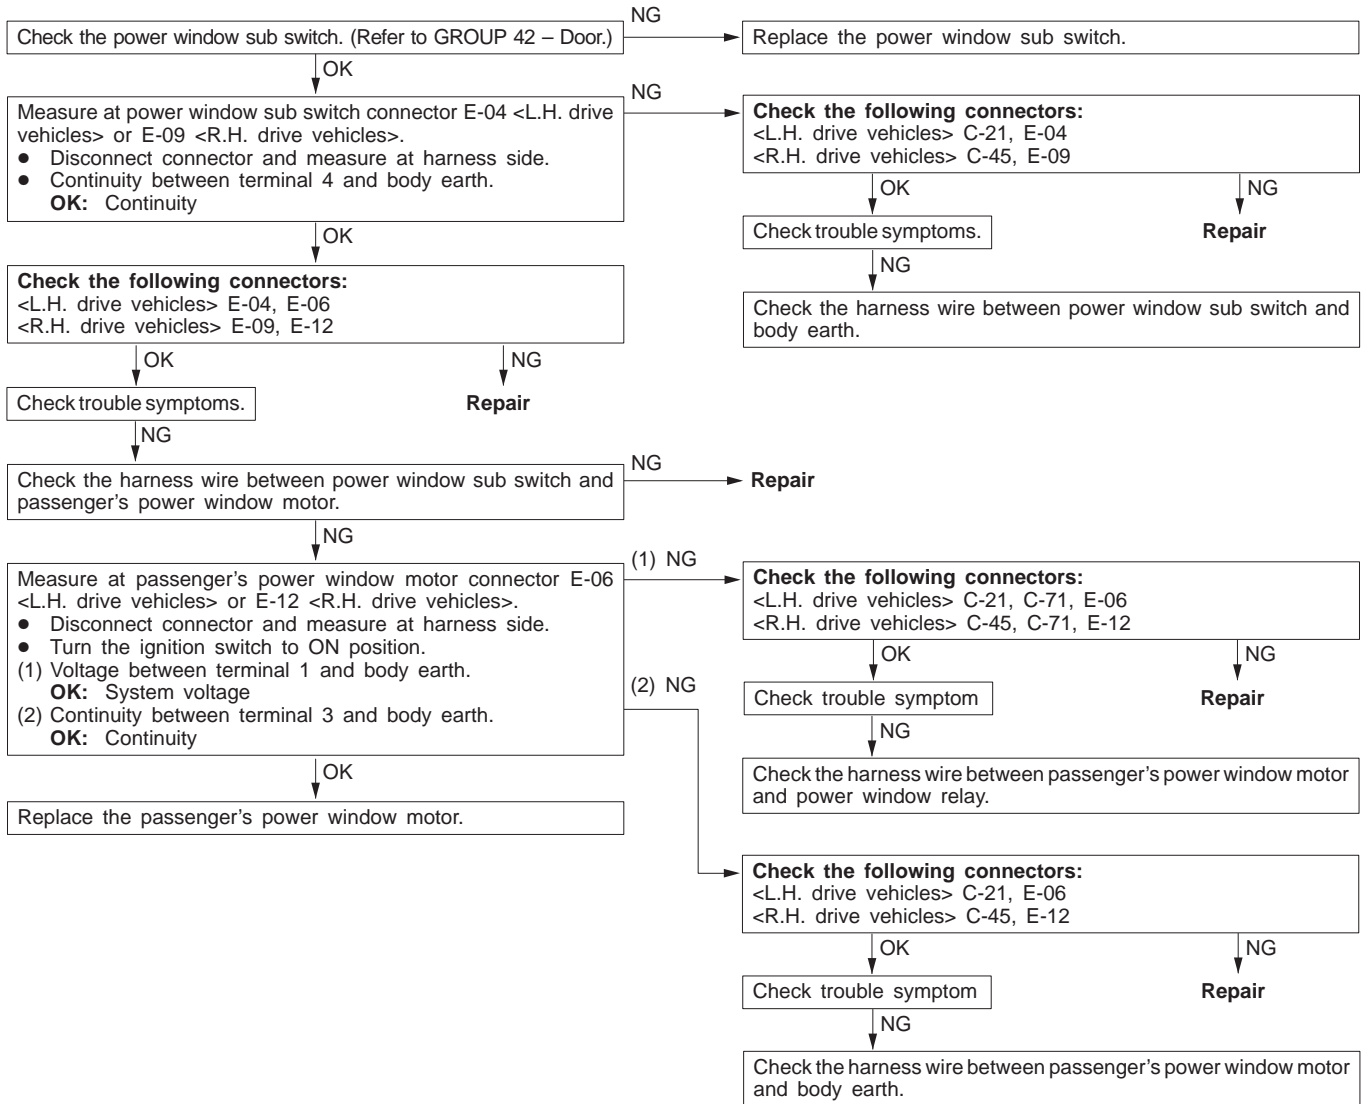 Check the power window sub switch. (Refer to GROUP 42 – Door.)
NG
Replace the power window sub switch.
OK
Measure at power window sub switch connector E-04 <L.H. drive
vehicles> or E-09 <R.H. drive vehicles>.
● Disconnect connector and measure at harness side.
● Continuity between terminal 4 and body earth.
OK: Continuity
NG
Check the following connectors:
<L.H. drive vehicles> C-21, E-04
<R.H. drive vehicles> C-45, E-09
OK
NG
Check trouble symptoms.
Repair
NG
Check the harness wire between power window sub switch and
body earth.
OK
Check the following connectors:
<L.H. drive vehicles> E-04, E-06
<R.H. drive vehicles> E-09, E-12
OK
NG
Check trouble symptoms.
Repair
NG
Check the harness wire between power window sub switch and
passenger's power window motor.
NG
Repair
NG
Measure at passenger's power window motor connector E-06
<L.H. drive vehicles> or E-12 <R.H. drive vehicles>.
● Disconnect connector and measure at harness side.
● Turn the ignition switch to ON position.
(1) Voltage between terminal 1 and body earth.
OK: System voltage
(2) Continuity between terminal 3 and body earth.
OK: Continuity
(1) NG
Check the following connectors:
<L.H. drive vehicles> C-21, C-71, E-06
<R.H. drive vehicles> C-45, C-71, E-12
OK
NG
Check trouble symptom
Repair
NG
Check the harness wire between passenger's power window motor
and power window relay.
(2) NG
OK
Replace the passenger's power window motor.
Check the following connectors:
<L.H. drive vehicles> C-21, E-06
<R.H. drive vehicles> C-45, E-12
OK
NG
Check trouble symptom
Repair
NG
Check the harness wire between passenger's power window motor
and body earth.